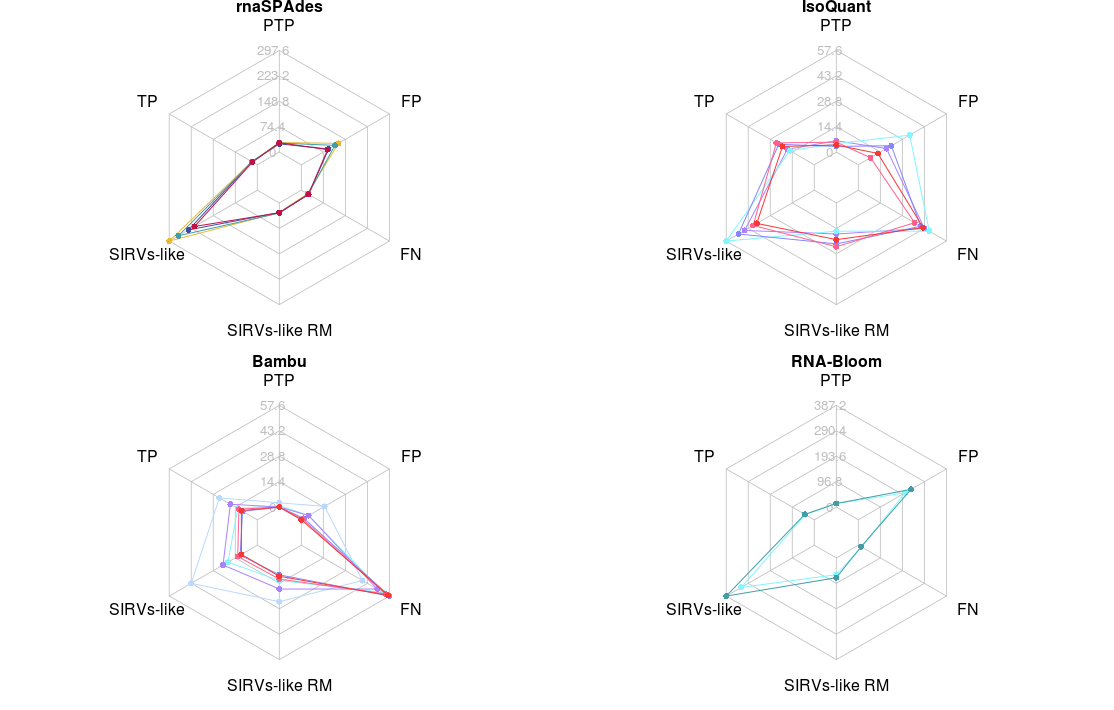 rnaSPAdes
PTP
297.6
223.2
148.8
74.4
0
TP
FP
SIRVs-like
FN
SIRVs-like RM
IsoQuant
PTP
57.6
43.2
28.8
14.4
0
TP
FP
SIRVs-like
FN
SIRVs-like RM
Bambu
PTP
57.6
43.2
28.8
14.4
0
TP
FP
SIRVs-like
FN
SIRVs-like RM
RNA-Bloom
PTP
387.2
290.4
193.6
96.8
0
TP
FP
SIRVs-like
FN
SIRVs-like RM